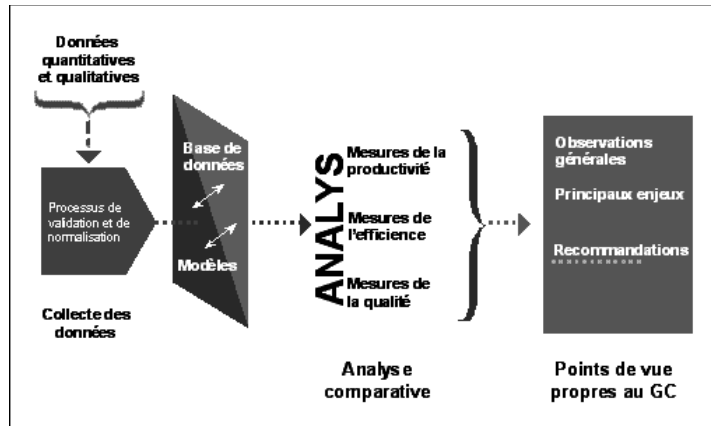 Données
quantitatives
et qualitatives
Processus de
validation et de
normalisation
Collecte des
données
Base de
données
Modèles
ANALYS
Mesures de la
productivité
Mesures de
l'efficience
Mesures de
la qualité
Analyse
comparative
Observations
générales
Principaux enjeux
Recommandations
Points de vue
propres au GC